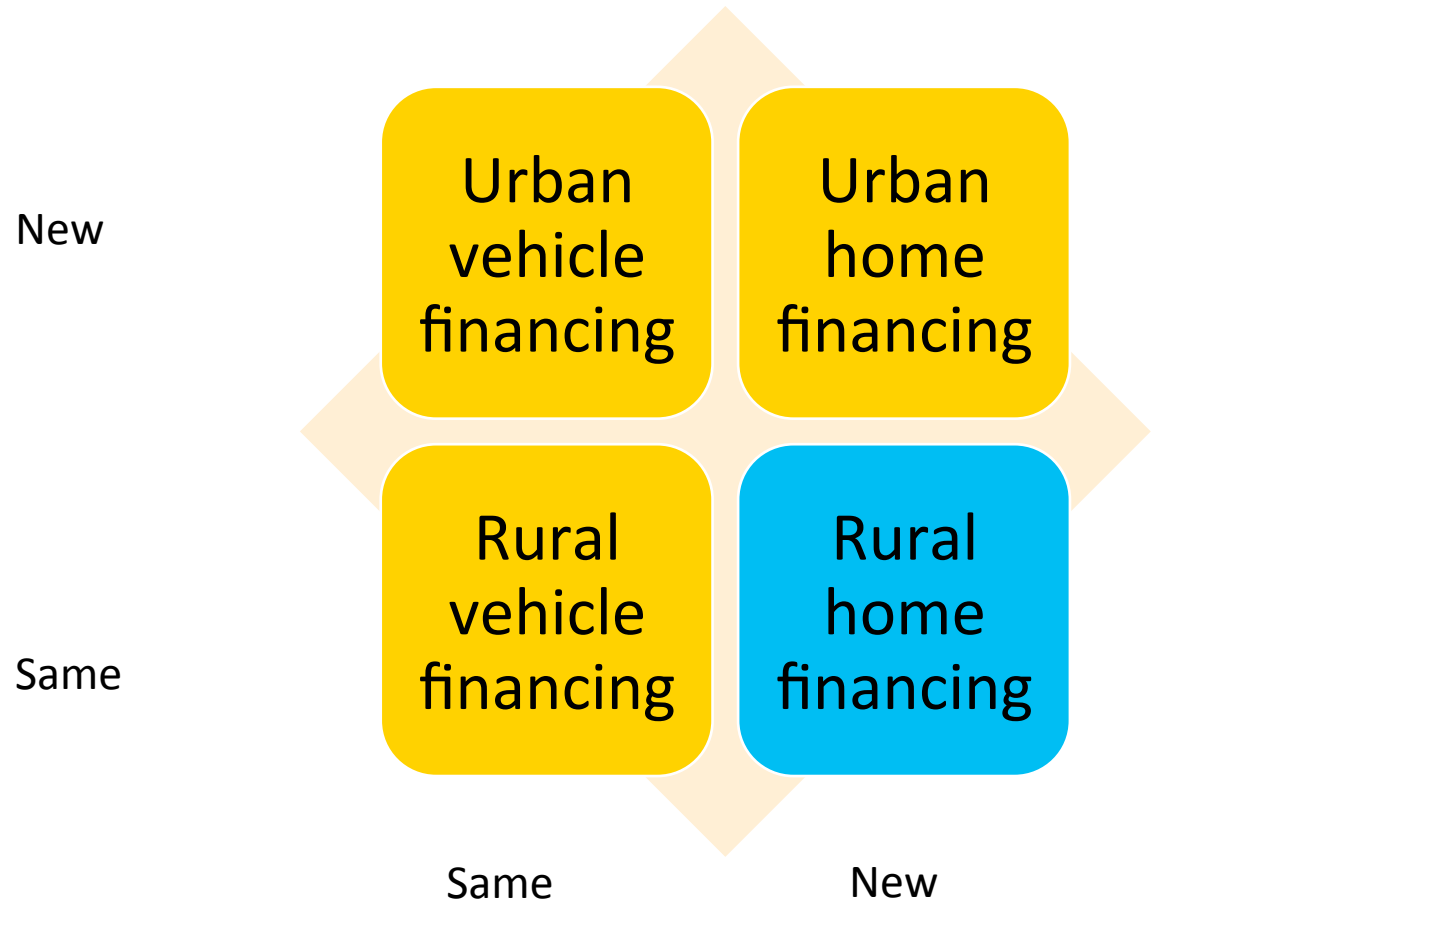 Urban
vehicle
financing
Urban
home
financing
New
Rural
vehicle
financing
Rural
home
financing
Same
Same
New